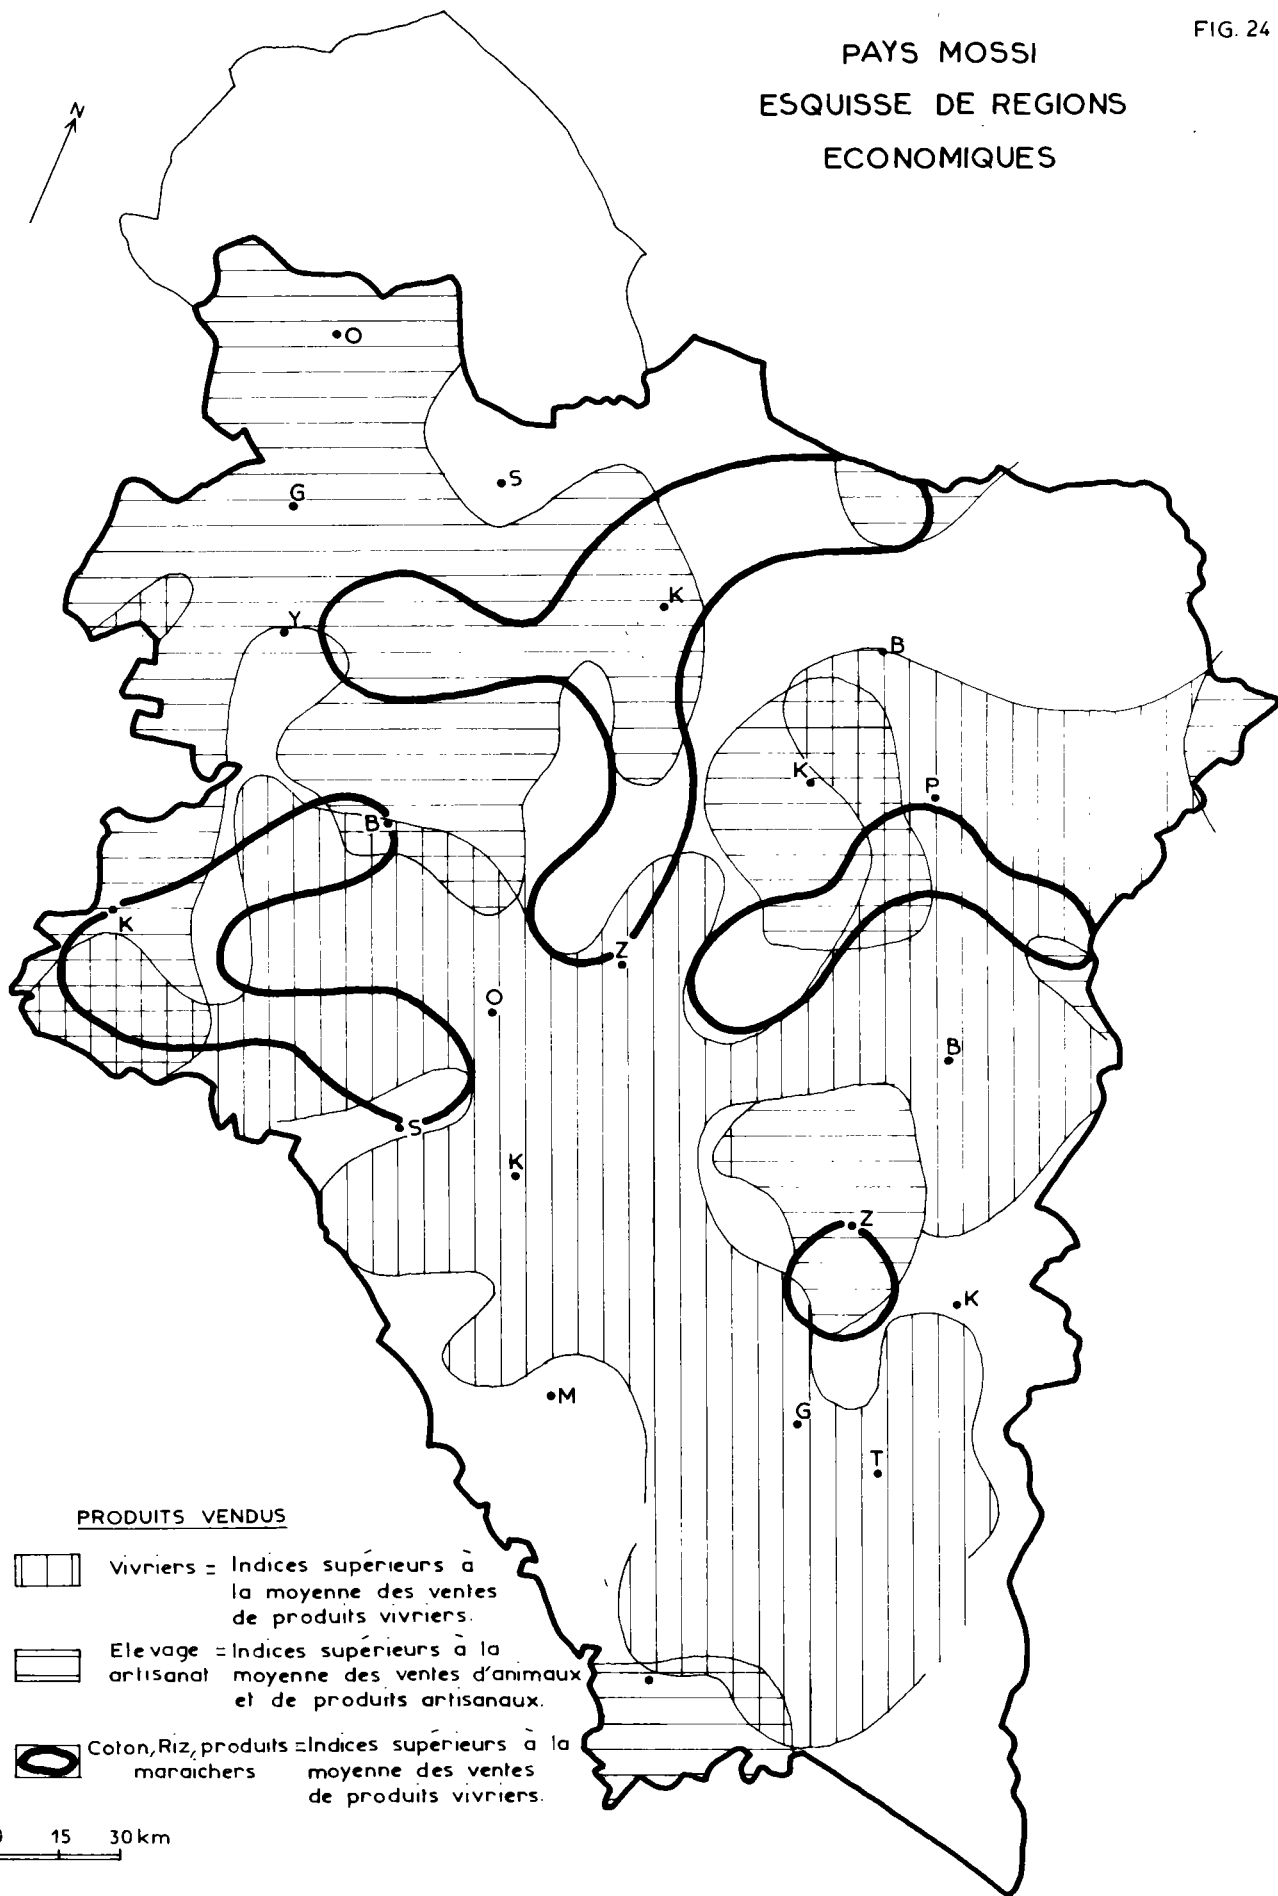 FIG. 24
PAYS MOSSI
ESQUISSE DE REGIONS
ECONOMIQUES
N
O
S
G
K
Y
B
K
P
B
K
Z
O
B
S
K
Z
K
M
G
T
PRODUITS VENDUS
Vivriers = Indices supérieurs à
la moyenne des ventes
de produits vivriers.
Elevage = Indices supérieurs à la
artisanat moyenne des ventes d'animaux
et de produits artisanaux.
Coton, Riz, produits = Indices supérieurs à la
maraichers moyenne des ventes
de produits vivriers.
15 30 km